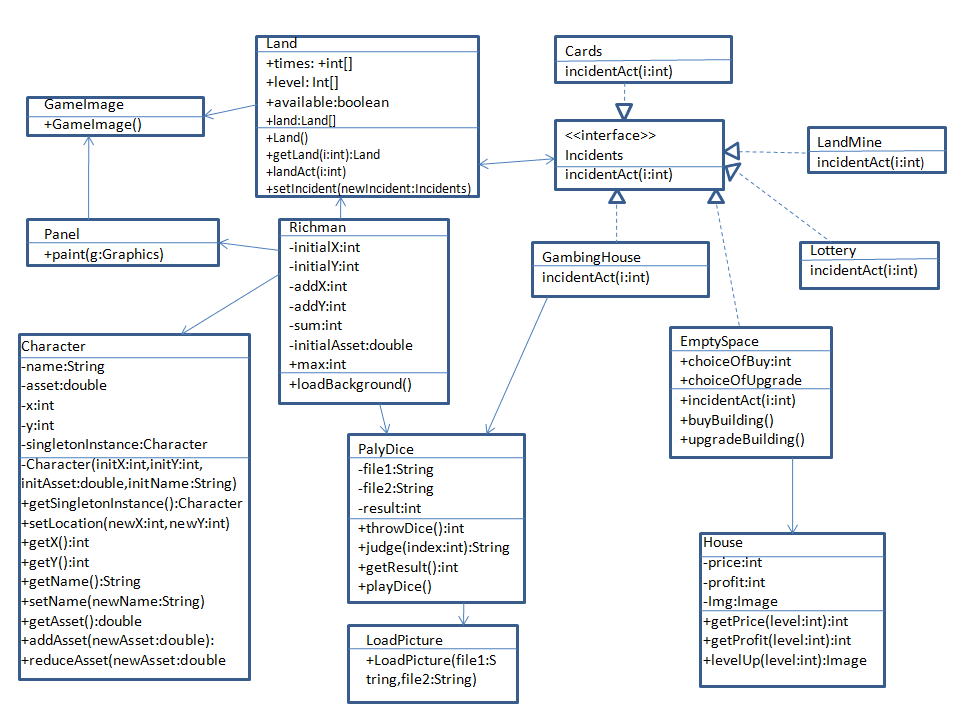 Land
+times: +int[]
+level: Int[]
+available:boolean
+land:Land[]
+Land()
+getLand(i:int):Land
+landAct(i:int)
+setIncident(newIncident:Incidents)
Cards
incidentAct(i:int)
GameImage
+GameImage()
<<interface>>
Incidents
incidentAct(i:int)
LandMine
incidentAct(i:int)
Panel
+paint(g:Graphics)
Richman
-initialX:int
-initialY:int
-addX:int
-addY:int
-sum:int
-initialAsset:double
+max:int
+loadBackground()
GambingHouse
incidentAct(i:int)
Lottery
incidentAct(i:int)
Character
-name:String
-asset:double
-x:int
-y:int
-singletonInstance:Character
-Character(initX:int,initY:int,
initAsset:double,initName:String)
+getSingletonInstance():Character
+setLocation(newX:int,newY:int)
+getX():int
+getY():int
+getName():String
+setName(newName:String)
+getAsset():double
+addAsset(newAsset:double):
+reduceAsset(newAsset:double
EmptySpace
+choiceOfBuy:int
+choiceOfUpgrade
+incidentAct(i:int)
+buyBuilding()
+upgradeBuilding()
PalyDice
-file1:String
-file2:String
-result:int
+throwDice():int
+judge(index:int):String
+getResult():int
+playDice()
House
-price:int
-profit:int
-Img:Image
+getPrice(level:int):int
+getProfit(level:int):int
+levelUp(level:int):Image
LoadPicture
+LoadPicture(file1:S
tring,file2:String)